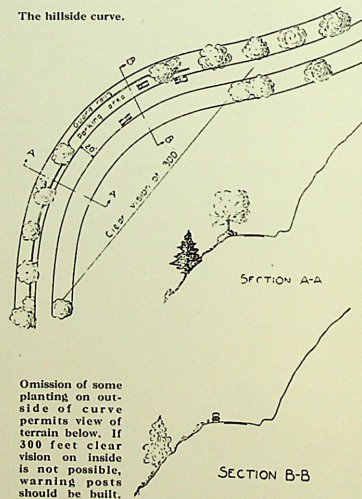 The hillside curve.
B
Guard rail
Parking area
B
A
20'
A
Clear vision at 300
SECTION A-A
Omission of some
planting on out-
side of curve
permits view of
terrain below. If
300 feet clear
vision on inside
is not possible,
warning posts
should be built.
SECTION B-B